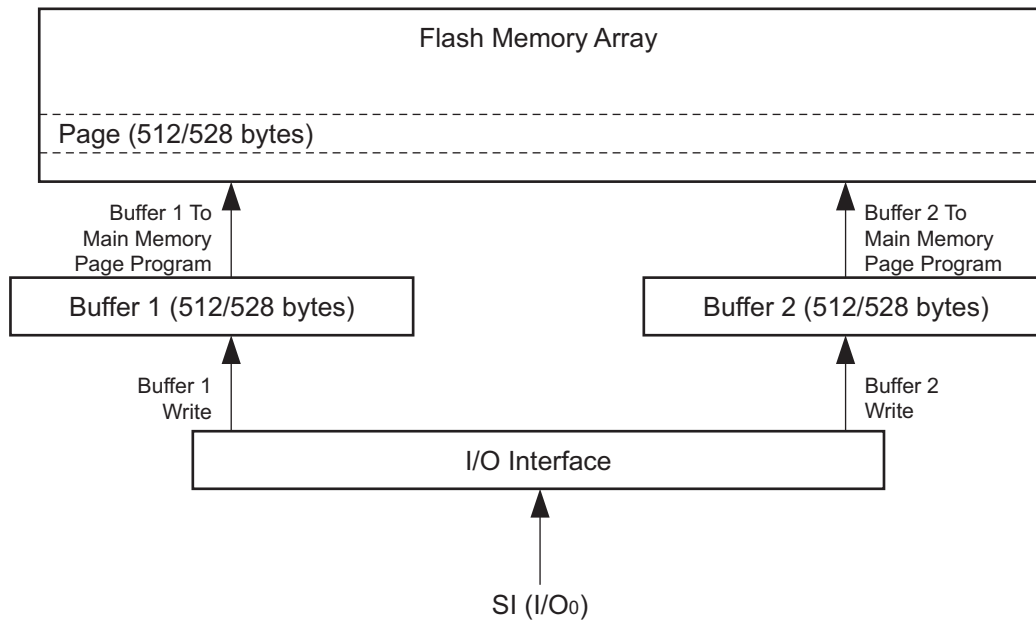 Flash Memory Array
Page (512/528 bytes)
Buffer 1 To
Main Memory
Page Program
Buffer 2 To
Main Memory
Page Program
Buffer 1 (512/528 bytes)
Buffer 2 (512/528 bytes)
Buffer 1
Write
Buffer 2
Write
I/O Interface
SI (I/O0)